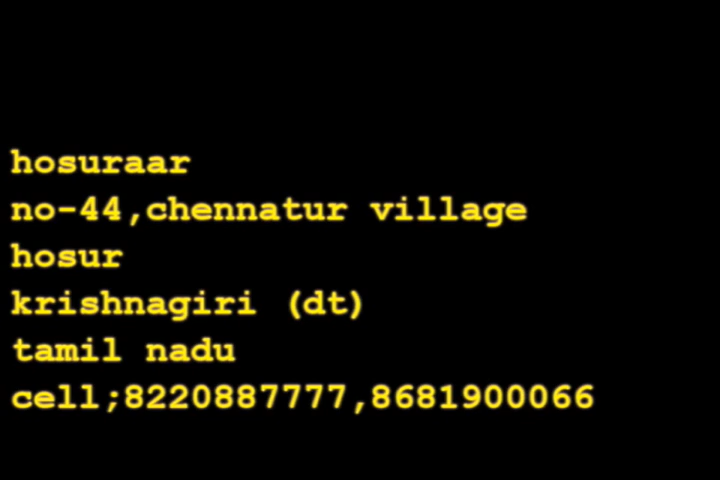 hosuraar
no-44,chennatur village
hosur
krishnagiri (dt)
tamil nadu
cell;8220887777,8681900066